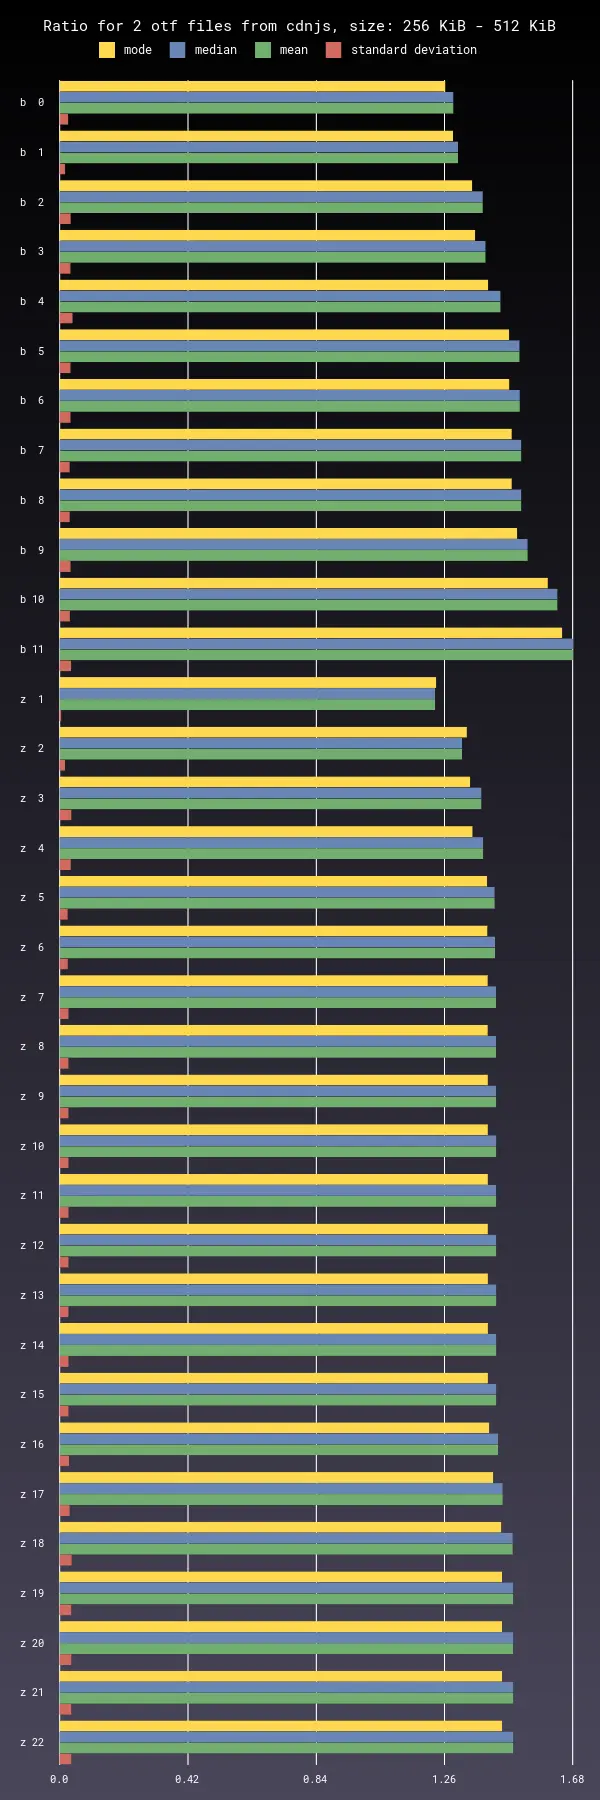 Ratio for 2 otf files from cdnjs, size: 256 KiB - 512 KiB
mode median mean standard deviation
b 0
b 1
b 2
b 3
b 4
b 5
b 6
b 7
b 8
b 9
b 10
b 11
z 1
z 2
z 3
z 4
z 5
z 6
z 7
z 8
z 9
z 10
z 11
z 12
z 13
z 14
z 15
z 16
z 17
z 18
z 19
z 20
z 21
z 22
0.0 0.42 0.84 1.26 1.68